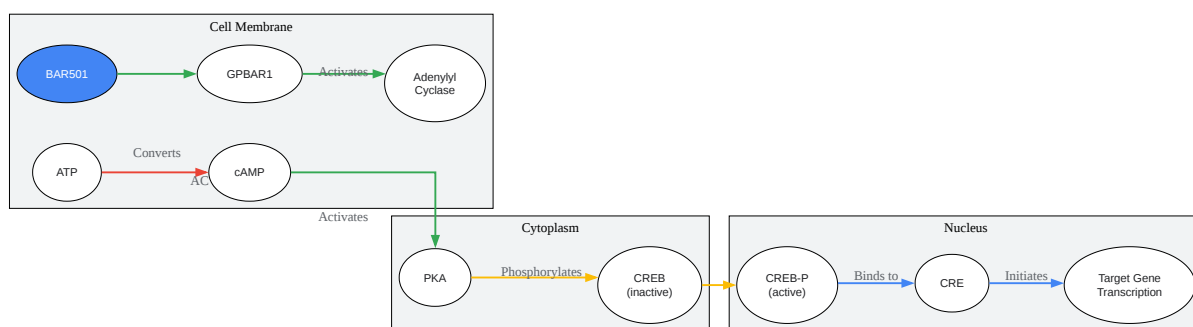 Cell Membrane
BAR501
GPBAR1
Activates
Adenylyl
Cyclase
ATP
Converts
AC
cAMP
Activates
Cytoplasm
PKA
Phosphorylates
CREB
(inactive)
Nucleus
CREB-P
(active)
Binds to
CRE
Initiates
Target Gene
Transcription